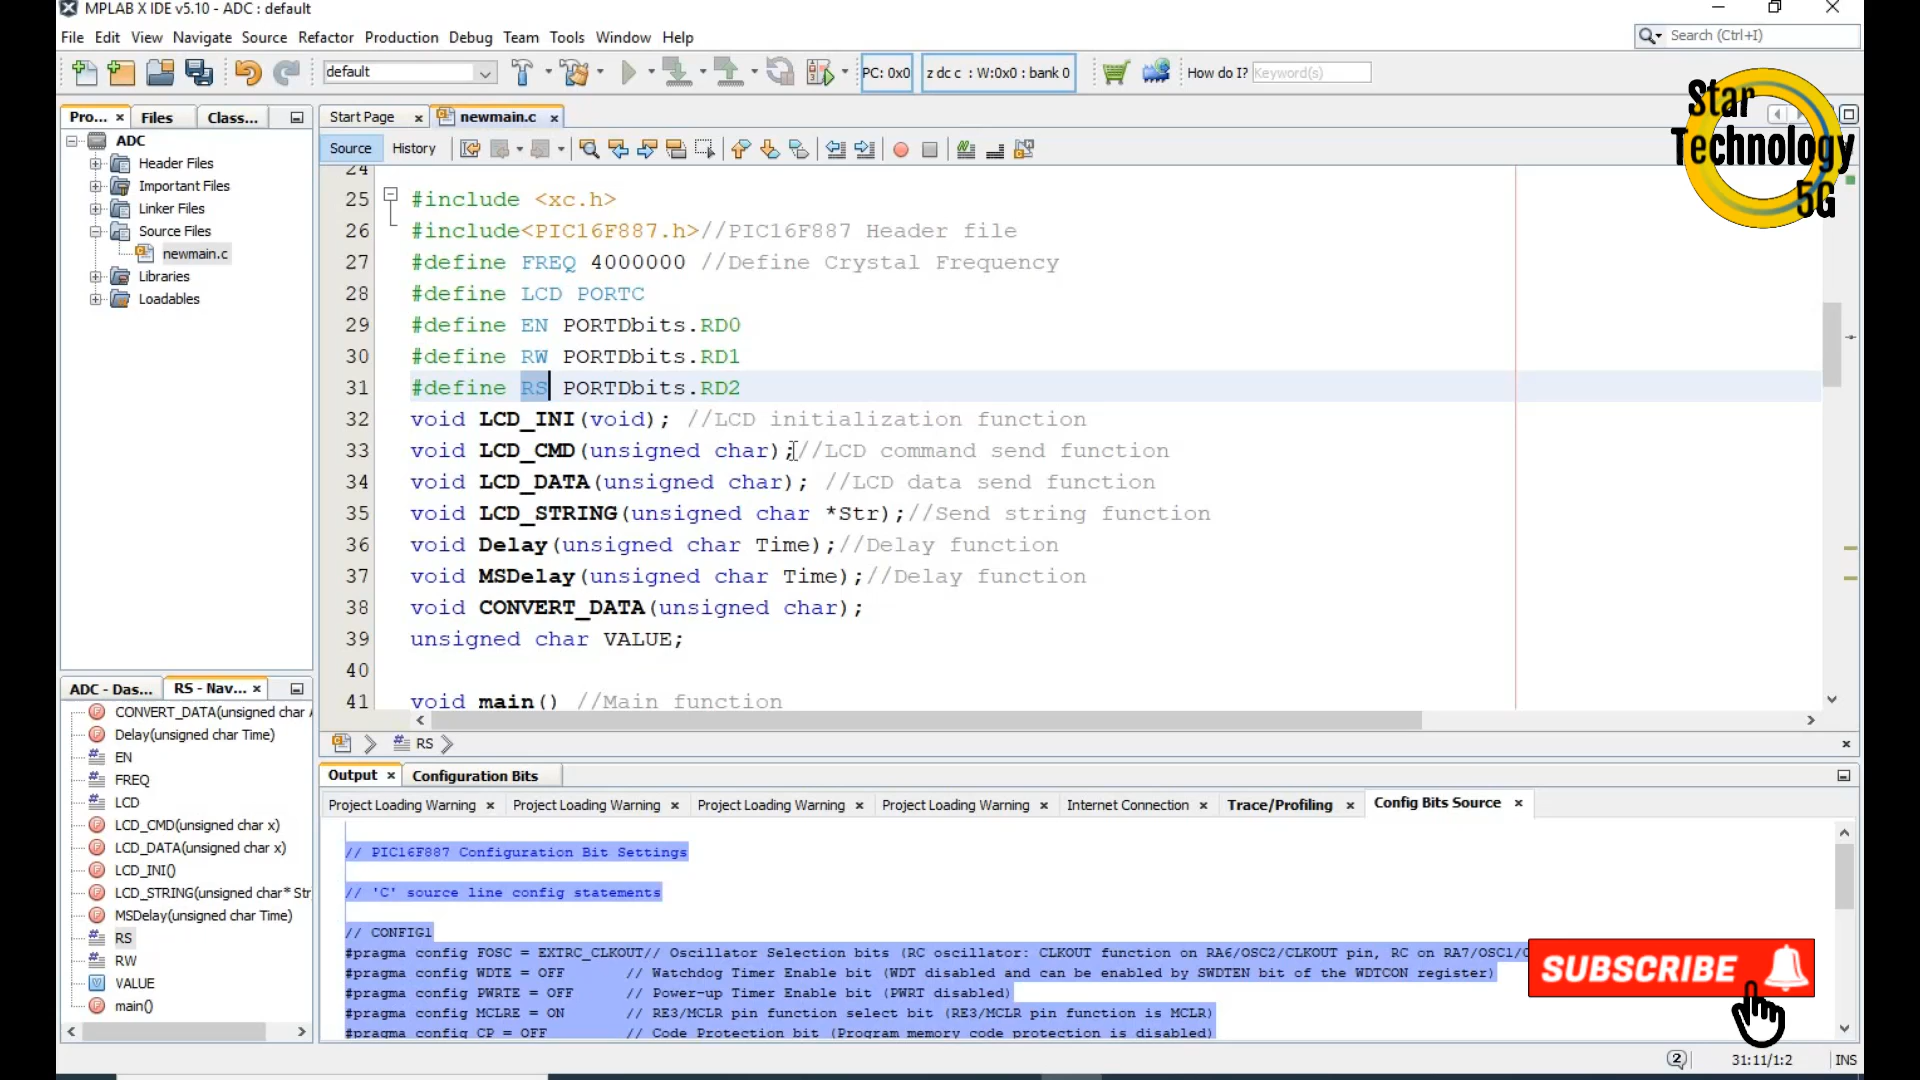 MPLAB X IDE v5.10 - ADC : default
File Edit View Navigate Source Refactor Production Debug Team Tools Window Help
Search (Ctrl+I)
default
PC: 0x0
z dc c : W:0x0 : bank 0
How do I? Keyword(s)
Star
Technology
5G
Pro... Files Class...
Start Page newmain.c
Source History
ADC
Header Files
Important Files
Linker Files
Source Files
newmain.c
Libraries
Loadables
24
25 #include <xc.h>
26 #include<PIC16F887.h>//PIC16F887 Header file
27 #define FREQ 4000000 //Define Crystal Frequency
28 #define LCD PORTC
29 #define EN PORTDbits.RD0
30 #define RW PORTDbits.RD1
31 #define RS PORTDbits.RD2
32 void LCD_INI(void); //LCD initialization function
33 void LCD_CMD(unsigned char);//LCD command send function
34 void LCD_DATA(unsigned char); //LCD data send function
35 void LCD_STRING(unsigned char *Str);//Send string function
36 void Delay(unsigned char Time);//Delay function
37 void MSDelay(unsigned char Time);//Delay function
38 void CONVERT_DATA(unsigned char);
39 unsigned char VALUE;
40
41 void main() //Main function
RS
ADC - Das... RS - Nav...
CONVERT_DATA(unsigned char
Delay(unsigned char Time)
EN
FREQ
LCD
LCD_CMD(unsigned char x)
LCD_DATA(unsigned char x)
LCD_INI()
LCD_STRING(unsigned char* Str
MSDelay(unsigned char Time)
RS
RW
VALUE
main()
Output Configuration Bits
Project Loading Warning Project Loading Warning Project Loading Warning Project Loading Warning Internet Connection Trace/Profiling Config Bits Source
// PIC16F887 Configuration Bit Settings
// 'C' source line config statements
// CONFIG1
#pragma config FOSC = EXTRC_CLKOUT// Oscillator Selection bits (RC oscillator: CLKOUT function on RA6/OSC2/CLKOUT pin, RC on RA7/OSC1/
#pragma config WDTE = OFF // Watchdog Timer Enable bit (WDT disabled and can be enabled by SWDTEN bit of the WDTCON register)
#pragma config PWRTE = OFF // Power-up Timer Enable bit (PWRT disabled)
#pragma config MCLRE = ON // RE3/MCLR pin function select bit (RE3/MCLR pin function is MCLR)
#pragma config CP = OFF // Code Protection bit (Program memory code protection is disabled)
SUBSCRIBE
2 31:11/1:2 INS